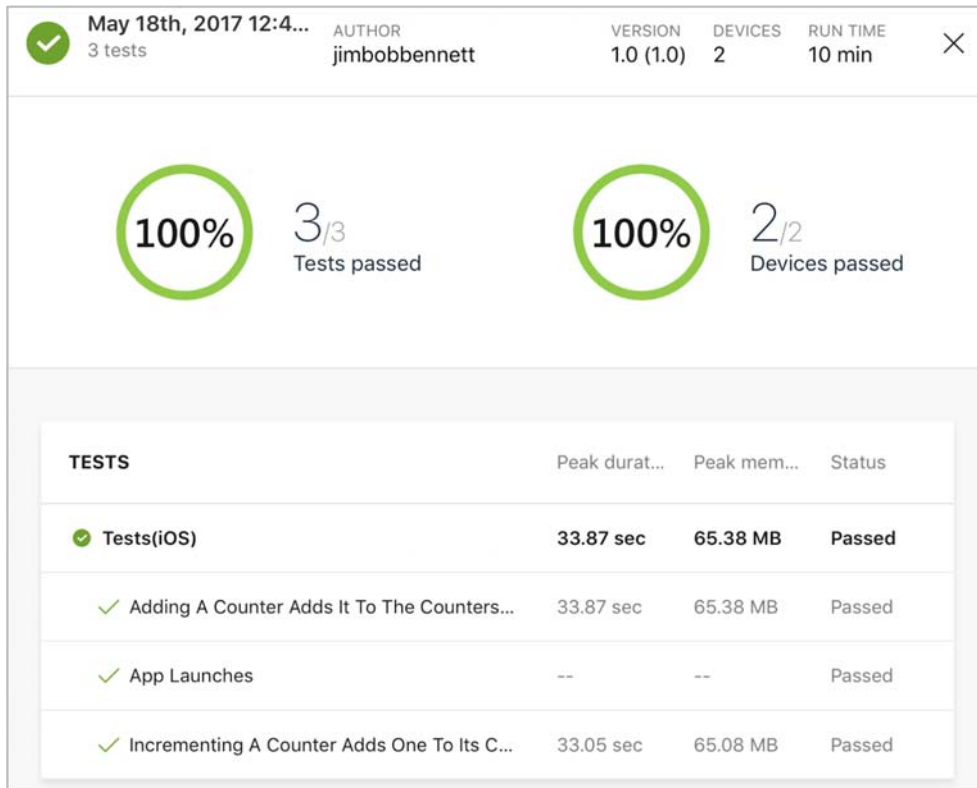 May 18th, 2017 12:4...
3 tests
AUTHOR
jimbobbennett
VERSION
1.0 (1.0)
DEVICES
2
RUN TIME
10 min
100%
3/3
Tests passed
100%
2/2
Devices passed
TESTS Peak durat... Peak mem... Status
Tests(iOS) 33.87 sec 65.38 MB Passed
Adding A Counter Adds It To The Counters... 33.87 sec 65.38 MB Passed
App Launches -- -- Passed
Incrementing A Counter Adds One To Its C... 33.05 sec 65.08 MB Passed